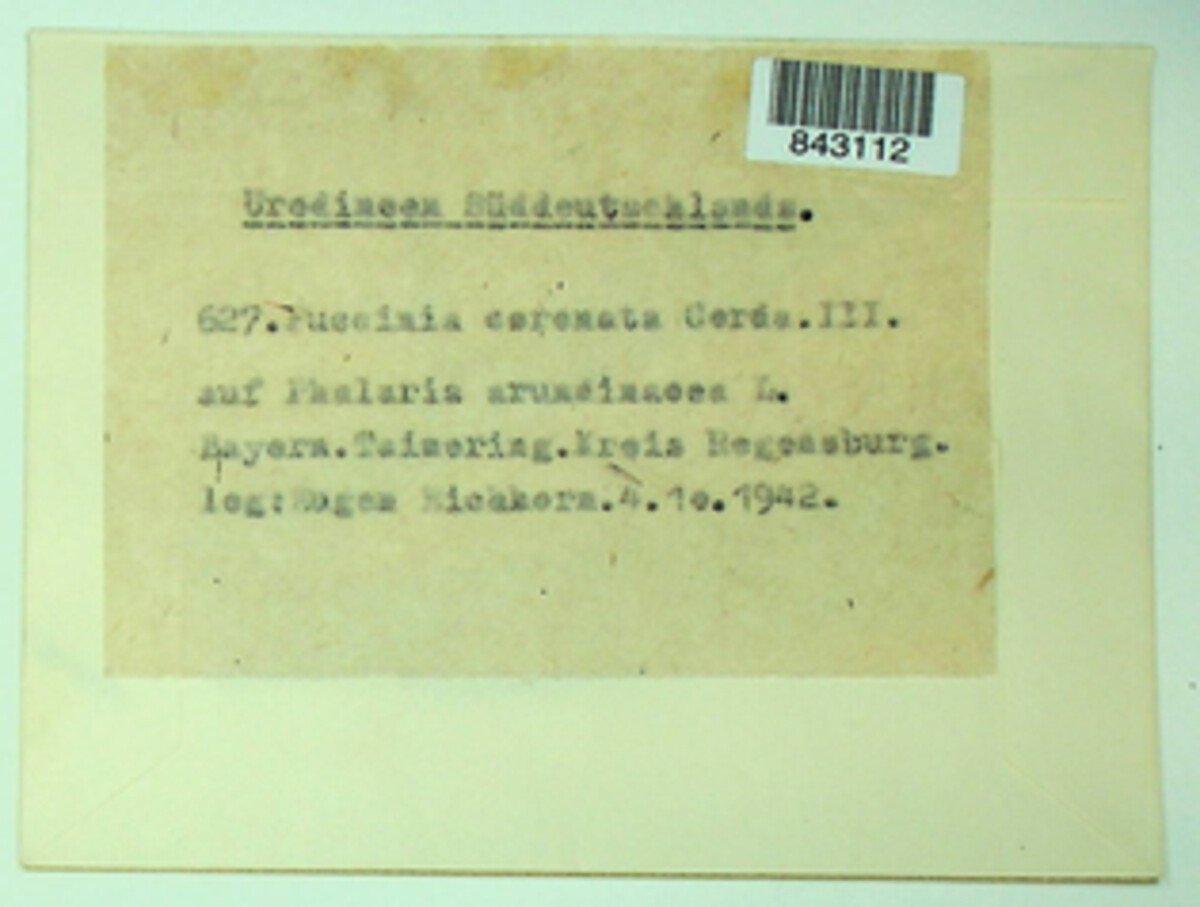 843112
Uredineen Süddeutschlands.
627.Puccinia coronata Corda.III.
auf Phalaris arundinacea L.
Bayern.Taimering.Kreis Regensburg.
leg:Eugen Eichhorn.4.1o.1942.